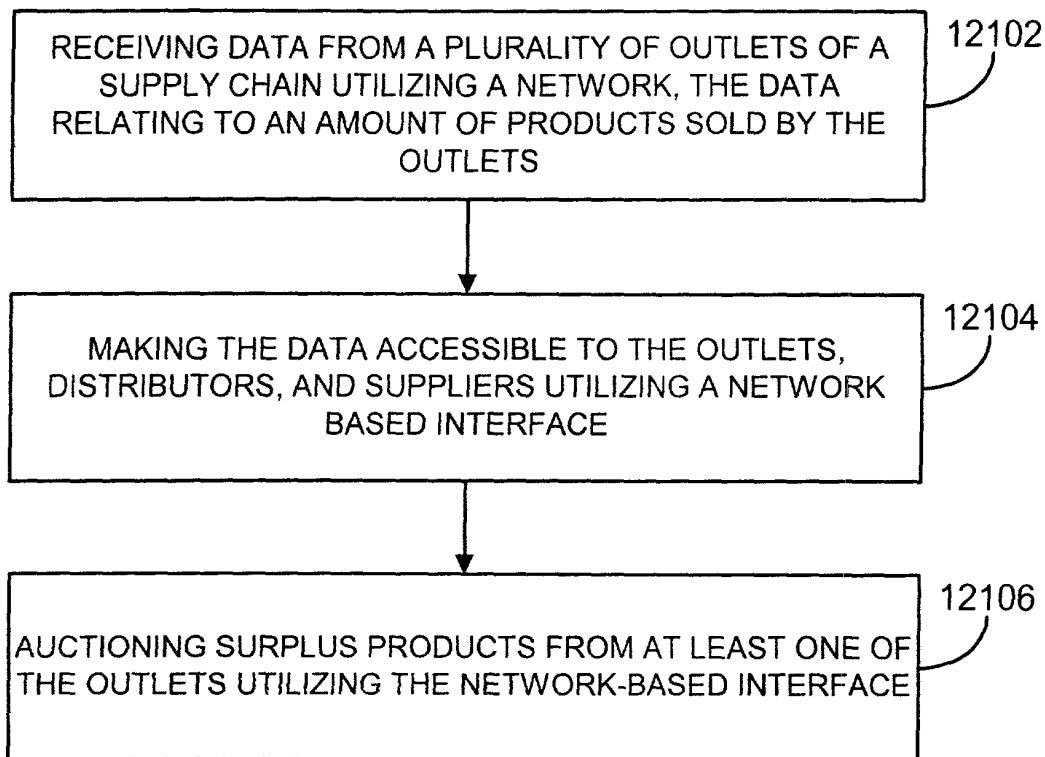 RECEIVING DATA FROM A PLURALITY OF OUTLETS OF A
SUPPLY CHAIN UTILIZING A NETWORK, THE DATA
RELATING TO AN AMOUNT OF PRODUCTS SOLD BY THE
OUTLETS
12102
MAKING THE DATA ACCESSIBLE TO THE OUTLETS,
DISTRIBUTORS, AND SUPPLIERS UTILIZING A NETWORK
BASED INTERFACE
12104
AUCTIONING SURPLUS PRODUCTS FROM AT LEAST ONE OF
THE OUTLETS UTILIZING THE NETWORK-BASED INTERFACE
12106